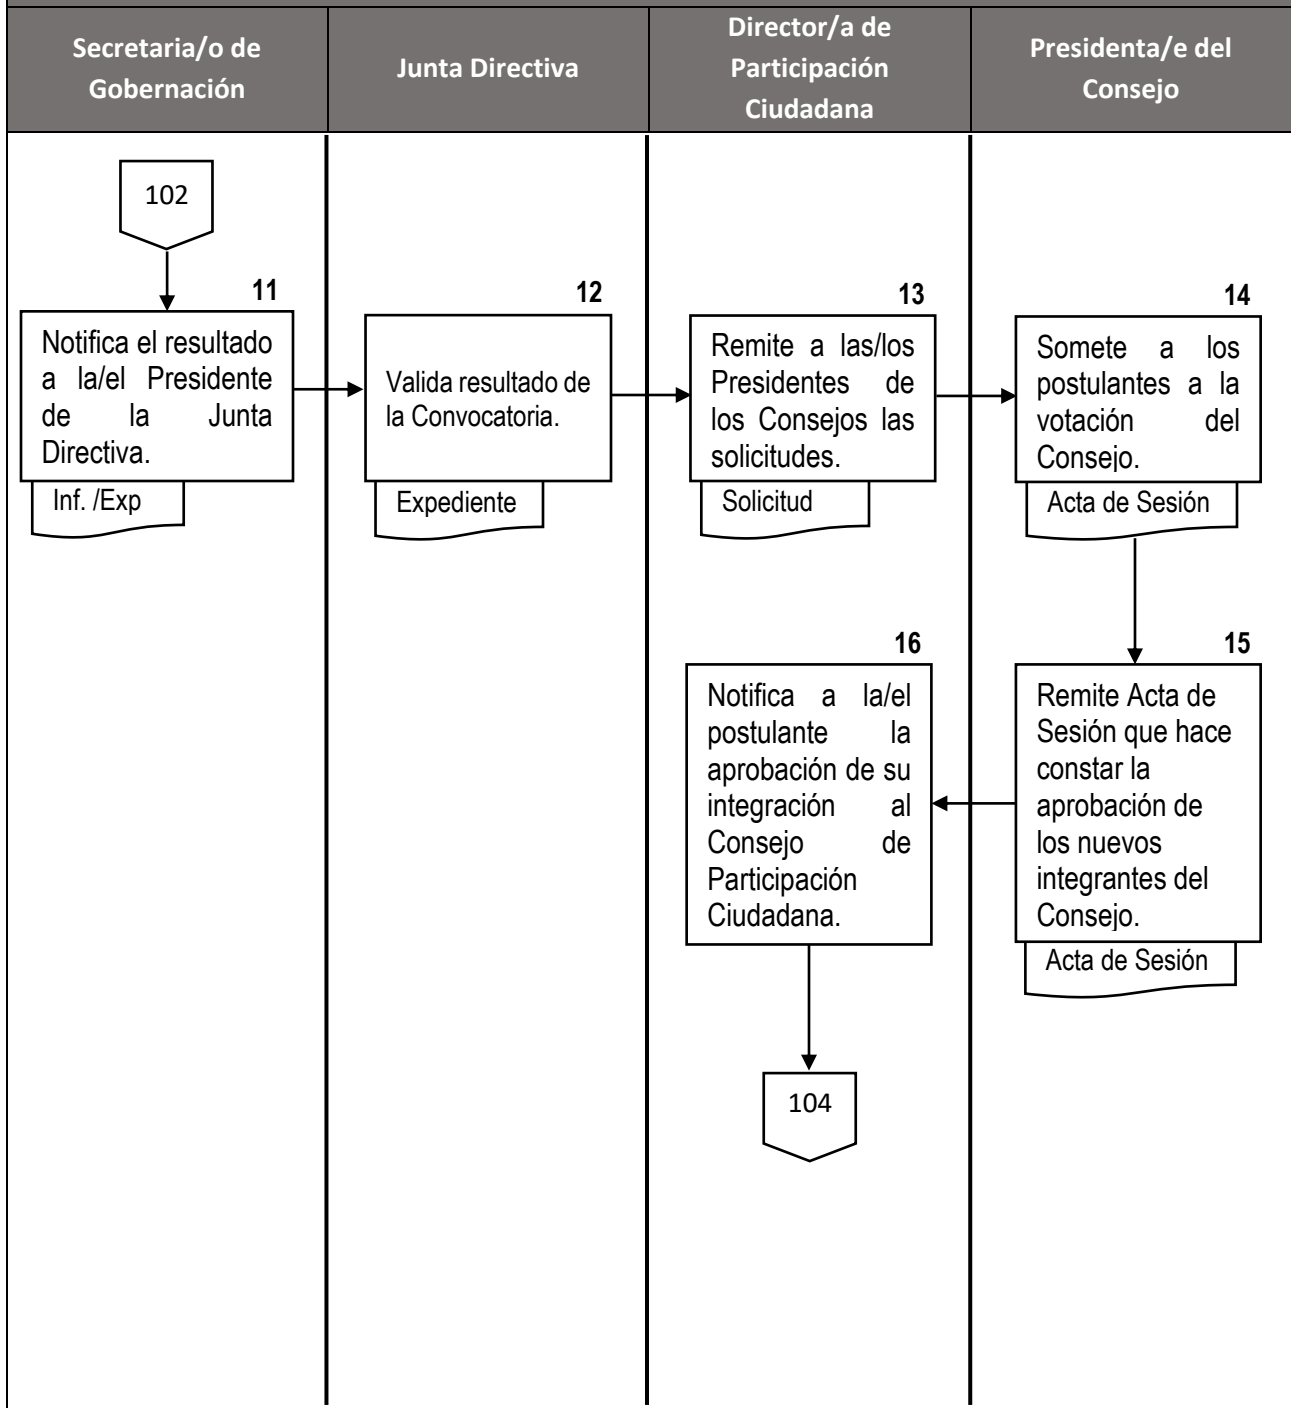 Secretaria/o de
Gobernación
Junta Directiva
Director/a de
Participación
Ciudadana
Presidenta/e del
Consejo
102
11
Notifica el resultado
a la/el Presidente
de la Junta
Directiva.
Inf. /Exp
12
Valida resultado de
la Convocatoria.
Expediente
13
Remite a las/los
Presidentes de
los Consejos las
solicitudes.
Solicitud
14
Somete a los
postulantes a la
votación del
Consejo.
Acta de Sesión
15
Remite Acta de
Sesión que hace
constar la
aprobación de
los nuevos
integrantes del
Consejo.
Acta de Sesión
16
Notifica a la/el
postulante la
aprobación de su
integración al
Consejo de
Participación
Ciudadana.
104